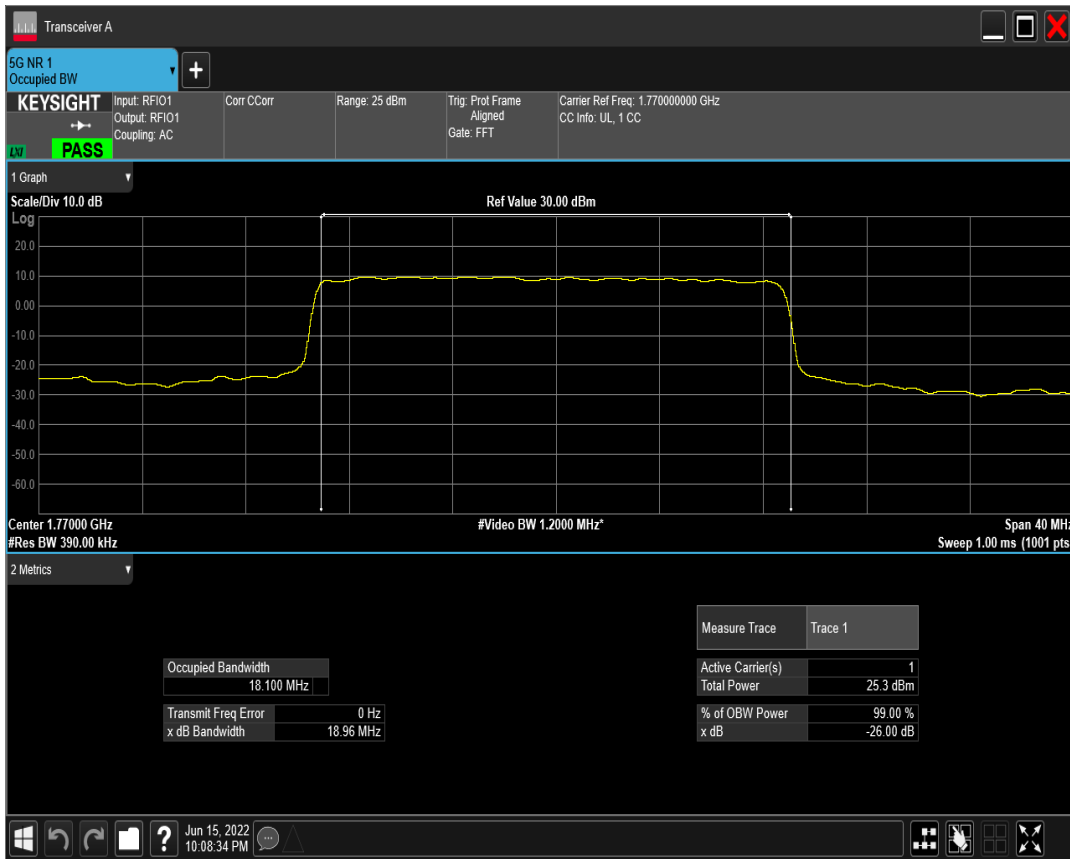 Transceiver A
5G NR 1
Occupied BW
+
KEYSIGHT
LXI
PASS
Input: RFIO1
Output: RFIO1
Coupling: AC
Corr CCorr
Range: 25 dBm
Trig: Prot Frame
Aligned
Gate: FFT
Carrier Ref Freq: 1.770000000 GHz
CC Info: UL, 1 CC
1 Graph
Scale/Div 10.0 dB
Ref Value 30.00 dBm
Log
20.0
10.0
0.00
-10.0
-20.0
-30.0
-40.0
-50.0
-60.0
Center 1.77000 GHz
#Video BW 1.2000 MHz*
Span 40 MHz
#Res BW 390.00 kHz
Sweep 1.00 ms (1001 pts
2 Metrics
Measure Trace Trace 1
Occupied Bandwidth
18.100 MHz
Active Carrier(s) 1
Total Power 25.3 dBm
Transmit Freq Error 0 Hz
x dB Bandwidth 18.96 MHz
% of OBW Power 99.00 %
x dB -26.00 dB
?
Jun 15, 2022
10:08:34 PM